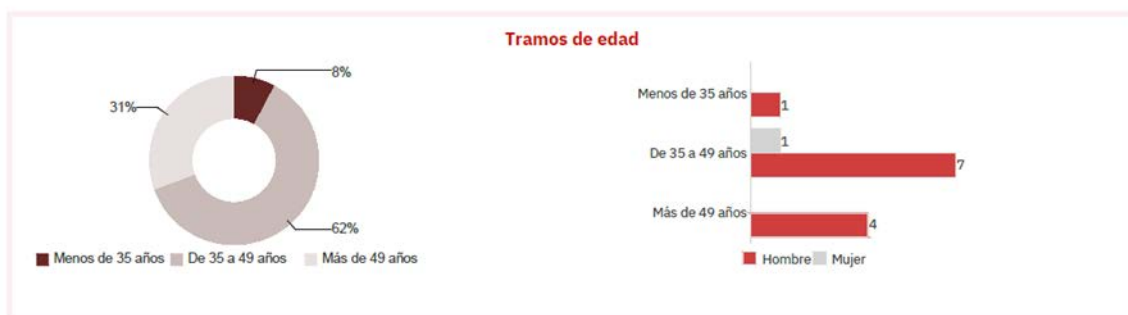 Tramos de edad
8%
31%
62%
Menos de 35 años De 35 a 49 años Más de 49 años
Menos de 35 años
1
1
De 35 a 49 años
7
Más de 49 años
4
Hombre Mujer